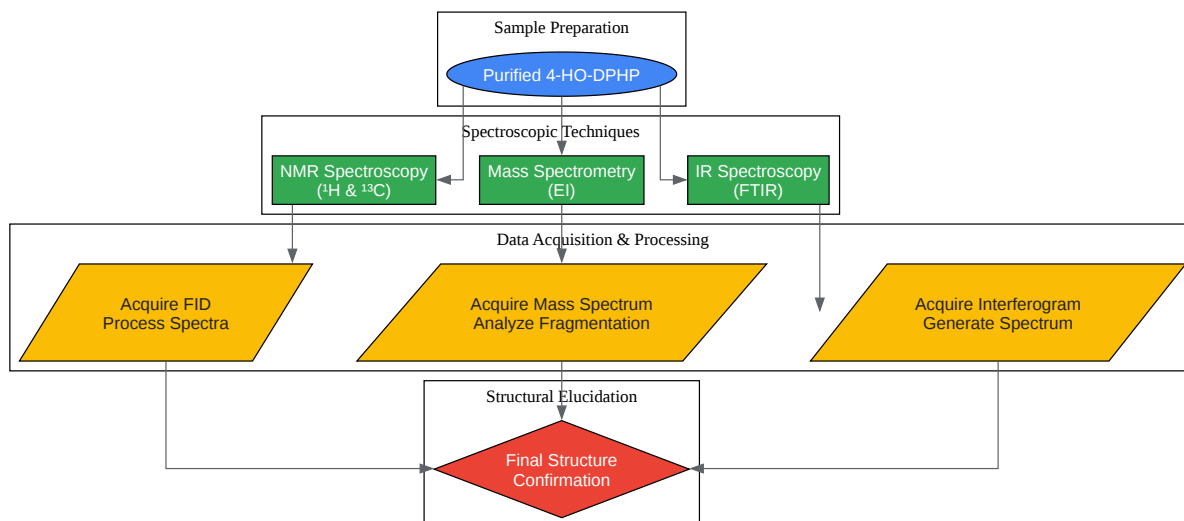 Sample Preparation
Purified 4-HO-DPHP
Spectroscopic Techniques
NMR Spectroscopy
(¹H & ¹³C)
Mass Spectrometry
(EI)
IR Spectroscopy
(FTIR)
Data Acquisition & Processing
Acquire FID
Process Spectra
Acquire Mass Spectrum
Analyze Fragmentation
Acquire Interferogram
Generate Spectrum
Structural Elucidation
Final Structure
Confirmation